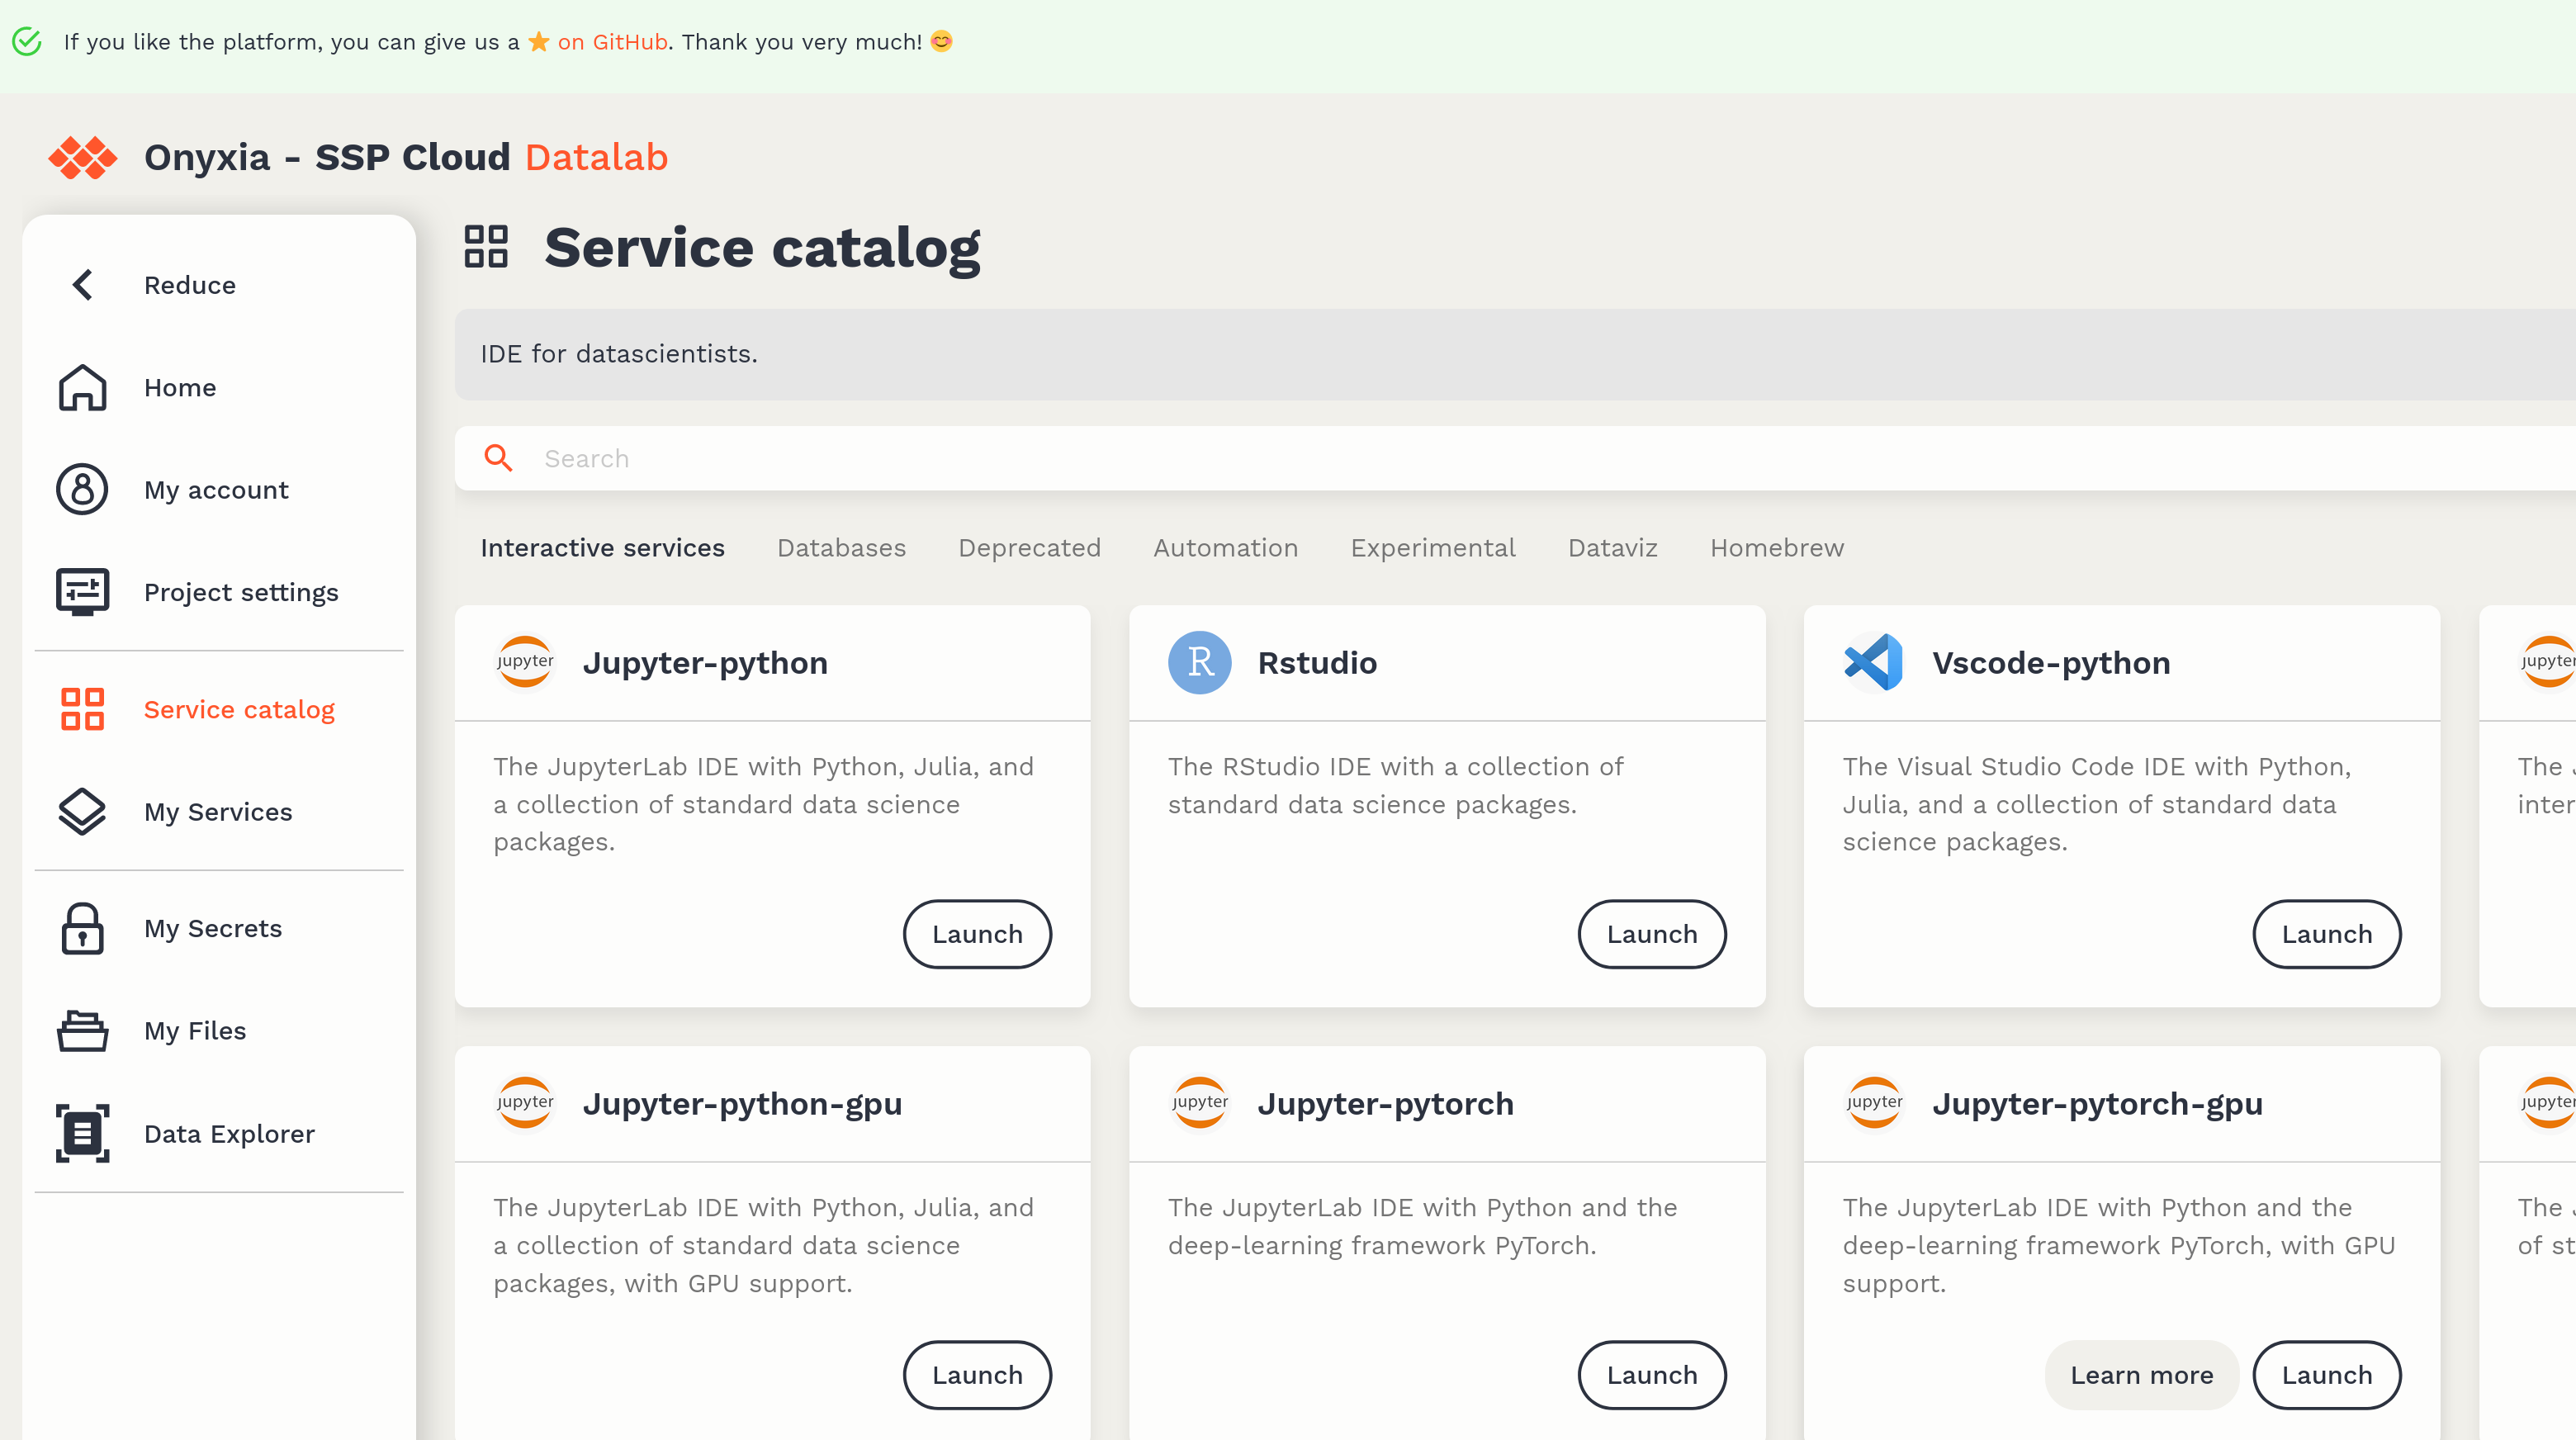 If you like the platform, you can give us a ⭐ on GitHub. Thank you very much! 😊
Onyxia - SSP Cloud Datalab
Reduce
Home
My account
Project settings
Service catalog
My Services
My Secrets
My Files
Data Explorer
Service catalog
IDE for datascientists.
Search
Interactive services Databases Deprecated Automation Experimental Dataviz Homebrew
jupyter Jupyter-python
The JupyterLab IDE with Python, Julia, and
a collection of standard data science
packages.
Launch
R Rstudio
The RStudio IDE with a collection of
standard data science packages.
Launch
Vscode-python
The Visual Studio Code IDE with Python,
Julia, and a collection of standard data
science packages.
Launch
jupyter
The
jupyter Jupyter-python-gpu
The JupyterLab IDE with Python, Julia, and
a collection of standard data science
packages, with GPU support.
Launch
jupyter Jupyter-pytorch
The JupyterLab IDE with Python and the
deep-learning framework PyTorch.
Launch
jupyter Jupyter-pytorch-gpu
The JupyterLab IDE with Python and the
deep-learning framework PyTorch, with GPU
support.
Learn more Launch
jupyter
The
of